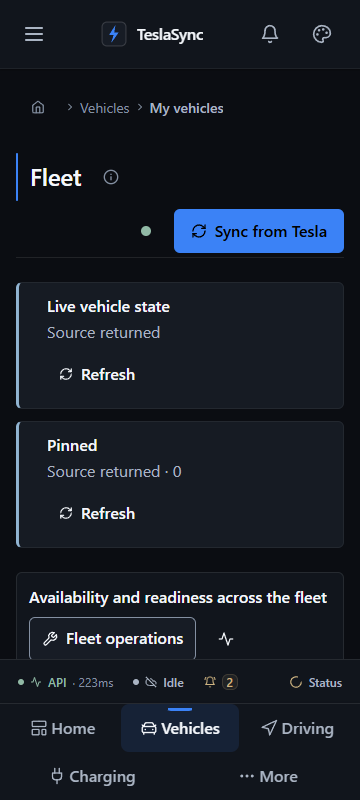 TeslaSync
Vehicles My vehicles
Fleet
Sync from Tesla
Live vehicle state
Source returned
Refresh
Pinned
Source returned · 0
Refresh
Availability and readiness across the fleet
Fleet operations
API · 223ms Idle 2 Status
Home Vehicles Driving
Charging More